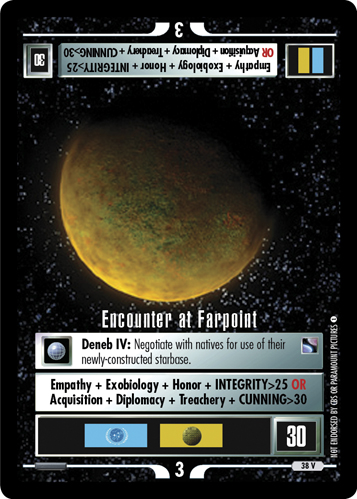 3
30
Empathy + Exobiology + Honor + INTEGRITY>25
OR Acquisition + Diplomacy + Treachery + CUNNING>30
Encounter at Farpoint
Deneb IV: Negotiate with natives for use of their
newly-constructed starbase.
Empathy + Exobiology + Honor + INTEGRITY>25 OR
Acquisition + Diplomacy + Treachery + CUNNING>30
30
3
38 V
NOT ENDORSED BY CBS OR PARAMOUNT PICTURES